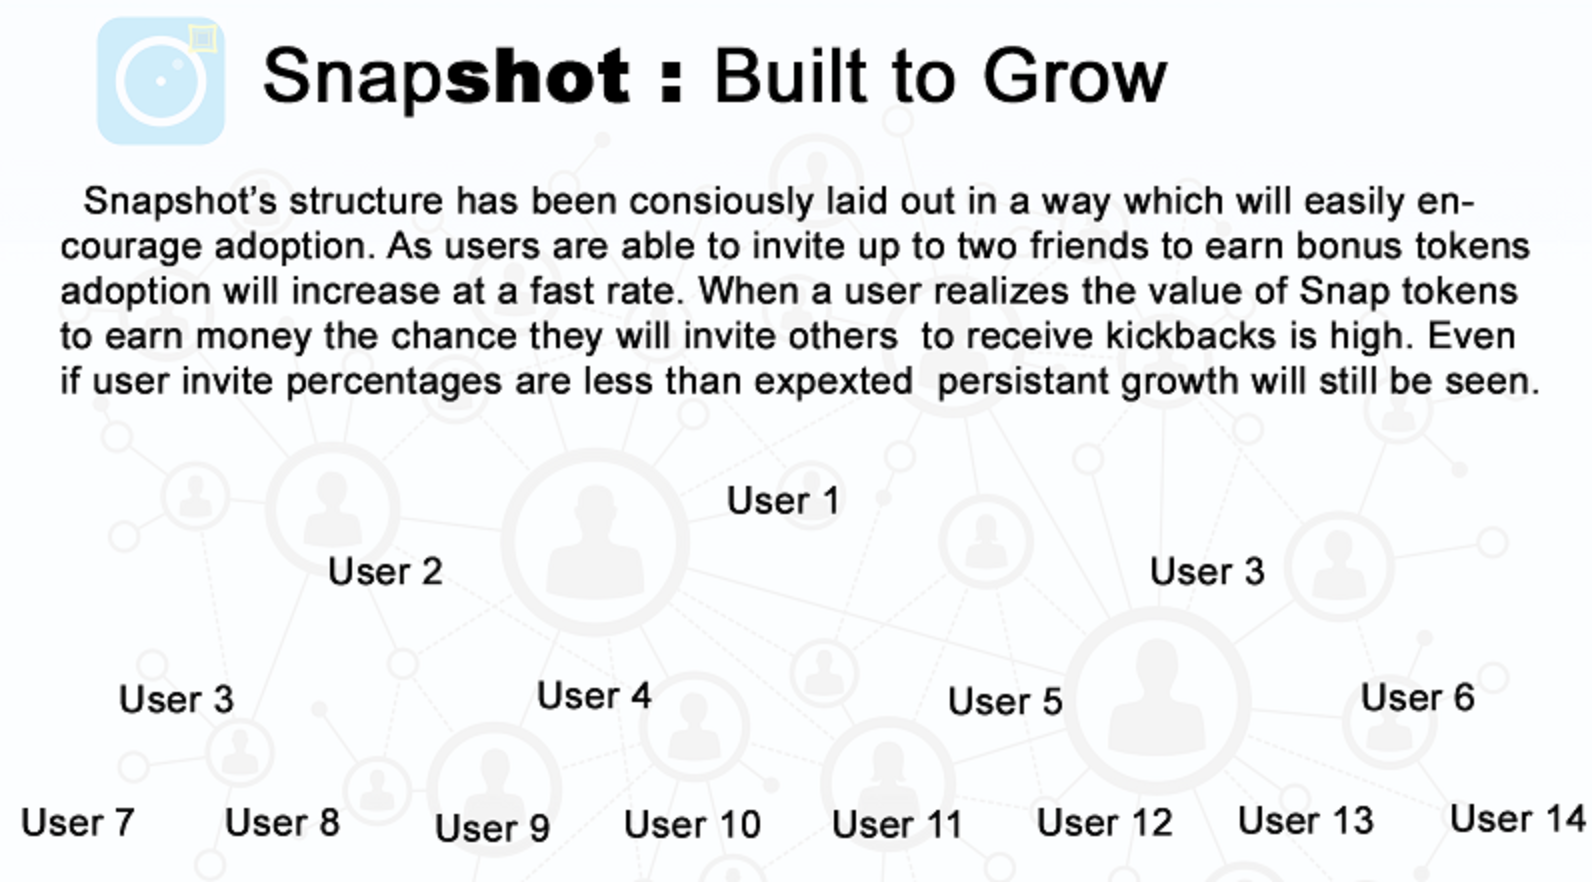 Snapshot : Built to Grow
Snapshot's structure has been consiously laid out in a way which will easily en-
courage adoption. As users are able to invite up to two friends to earn bonus tokens
adoption will increase at a fast rate. When a user realizes the value of Snap tokens
to earn money the chance they will invite others  to receive kickbacks is high. Even
if user invite percentages are less than expexted  persistant growth will still be seen.
User 1
User 2 User 3
User 3 User 4 User 5 User 6
User 7 User 8 User 9 User 10 User 11 User 12 User 13 User 14